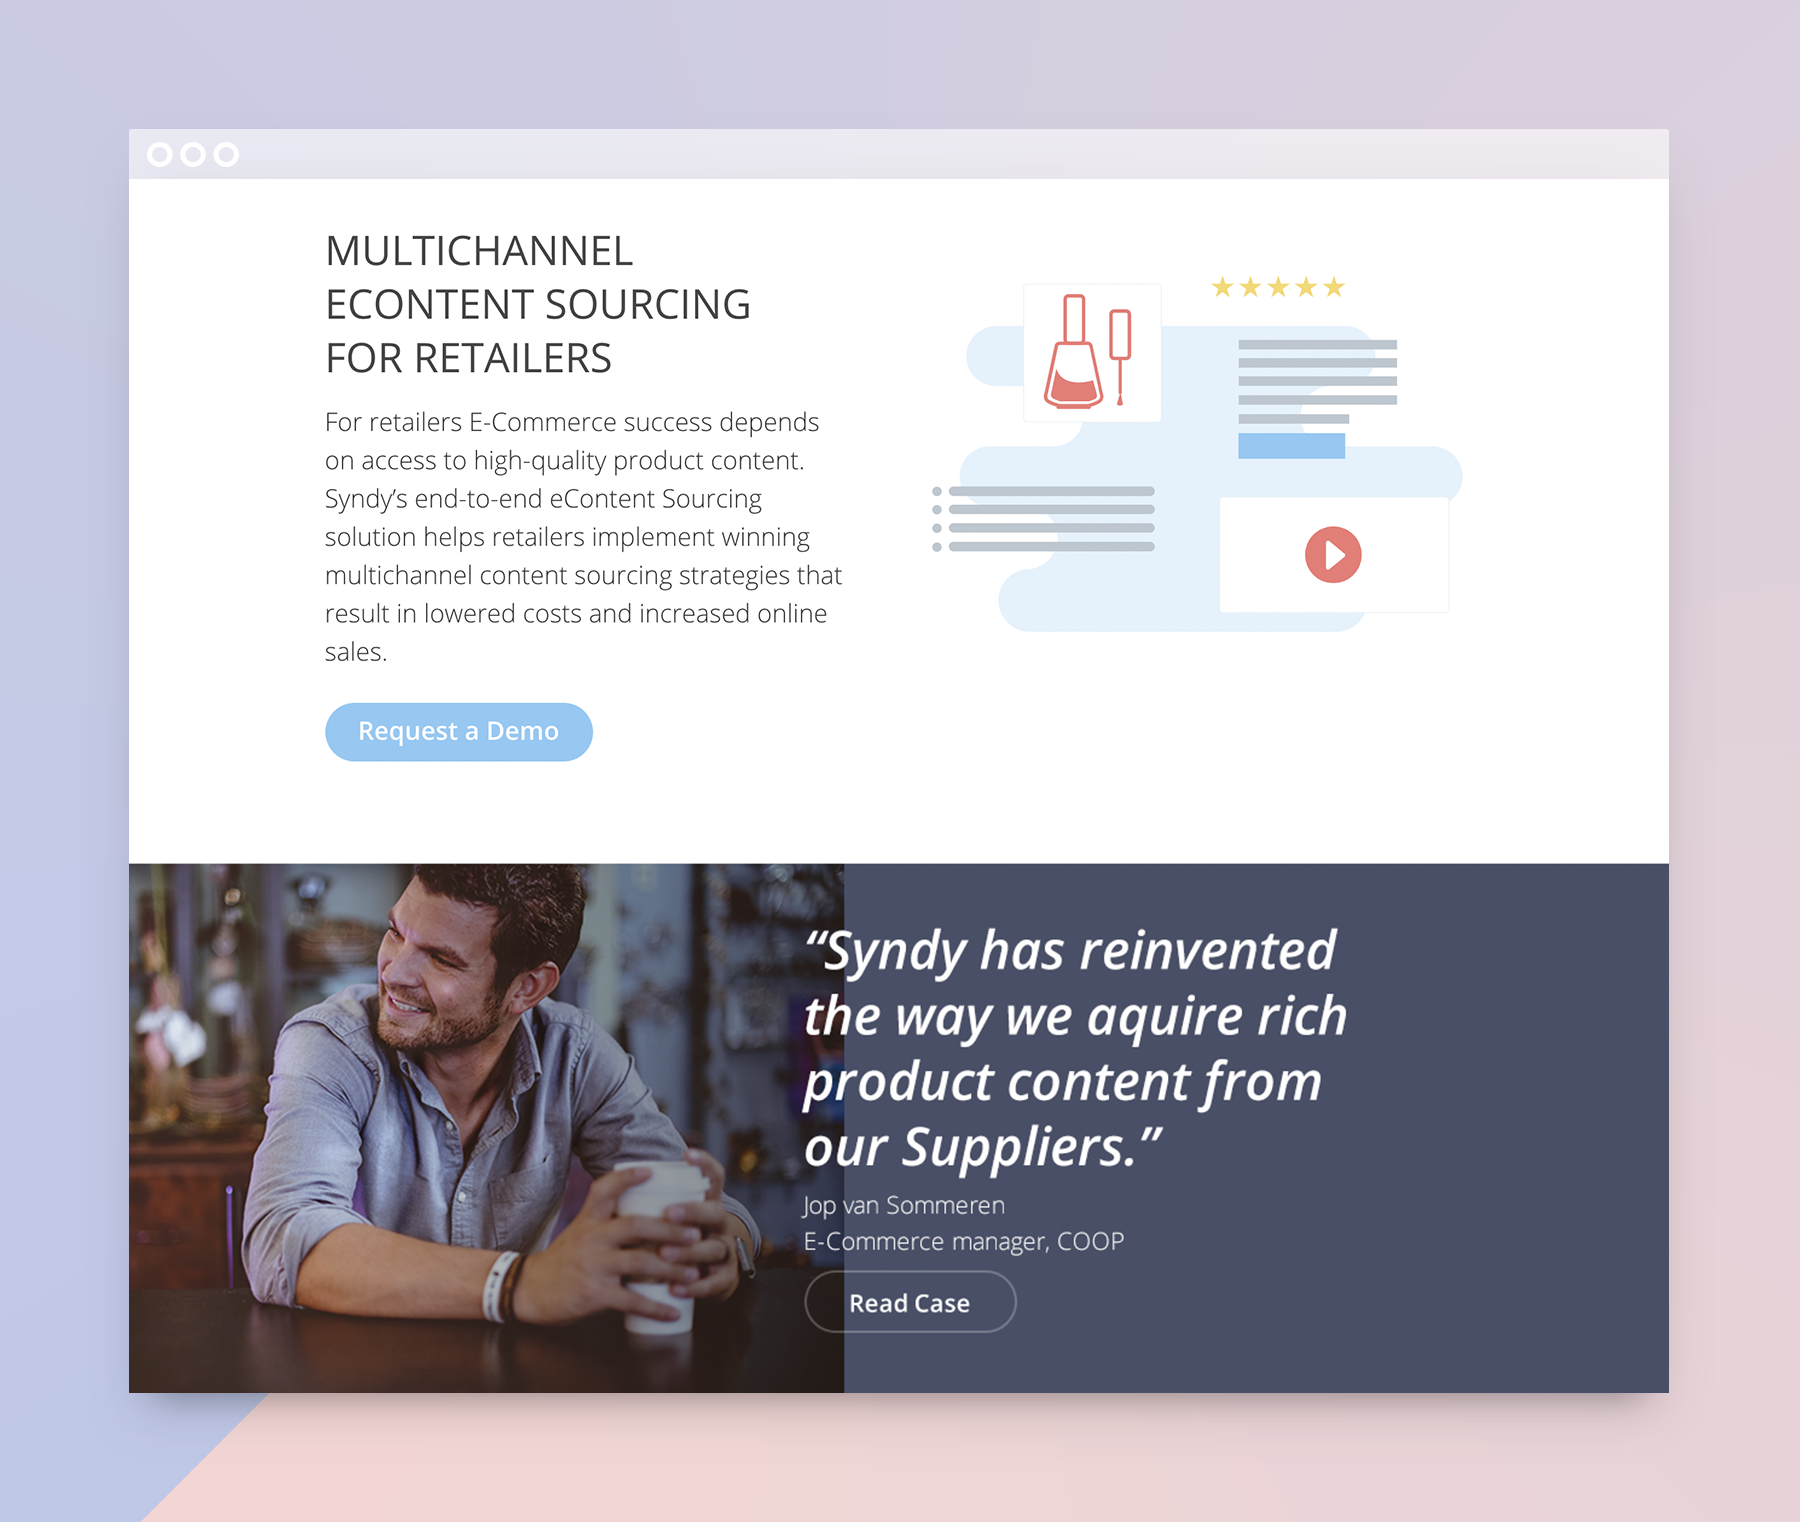 MULTICHANNEL
ECONTENT SOURCING
FOR RETAILERS
For retailers E-Commerce success depends
on access to high-quality product content.
Syndy’s end-to-end eContent Sourcing
solution helps retailers implement winning
multichannel content sourcing strategies that
result in lowered costs and increased online
sales.
Request a Demo
“Syndy has reinvented
the way we aquire rich
product content from
our Suppliers.”
Jop van Sommeren
E-Commerce manager, COOP
Read Case